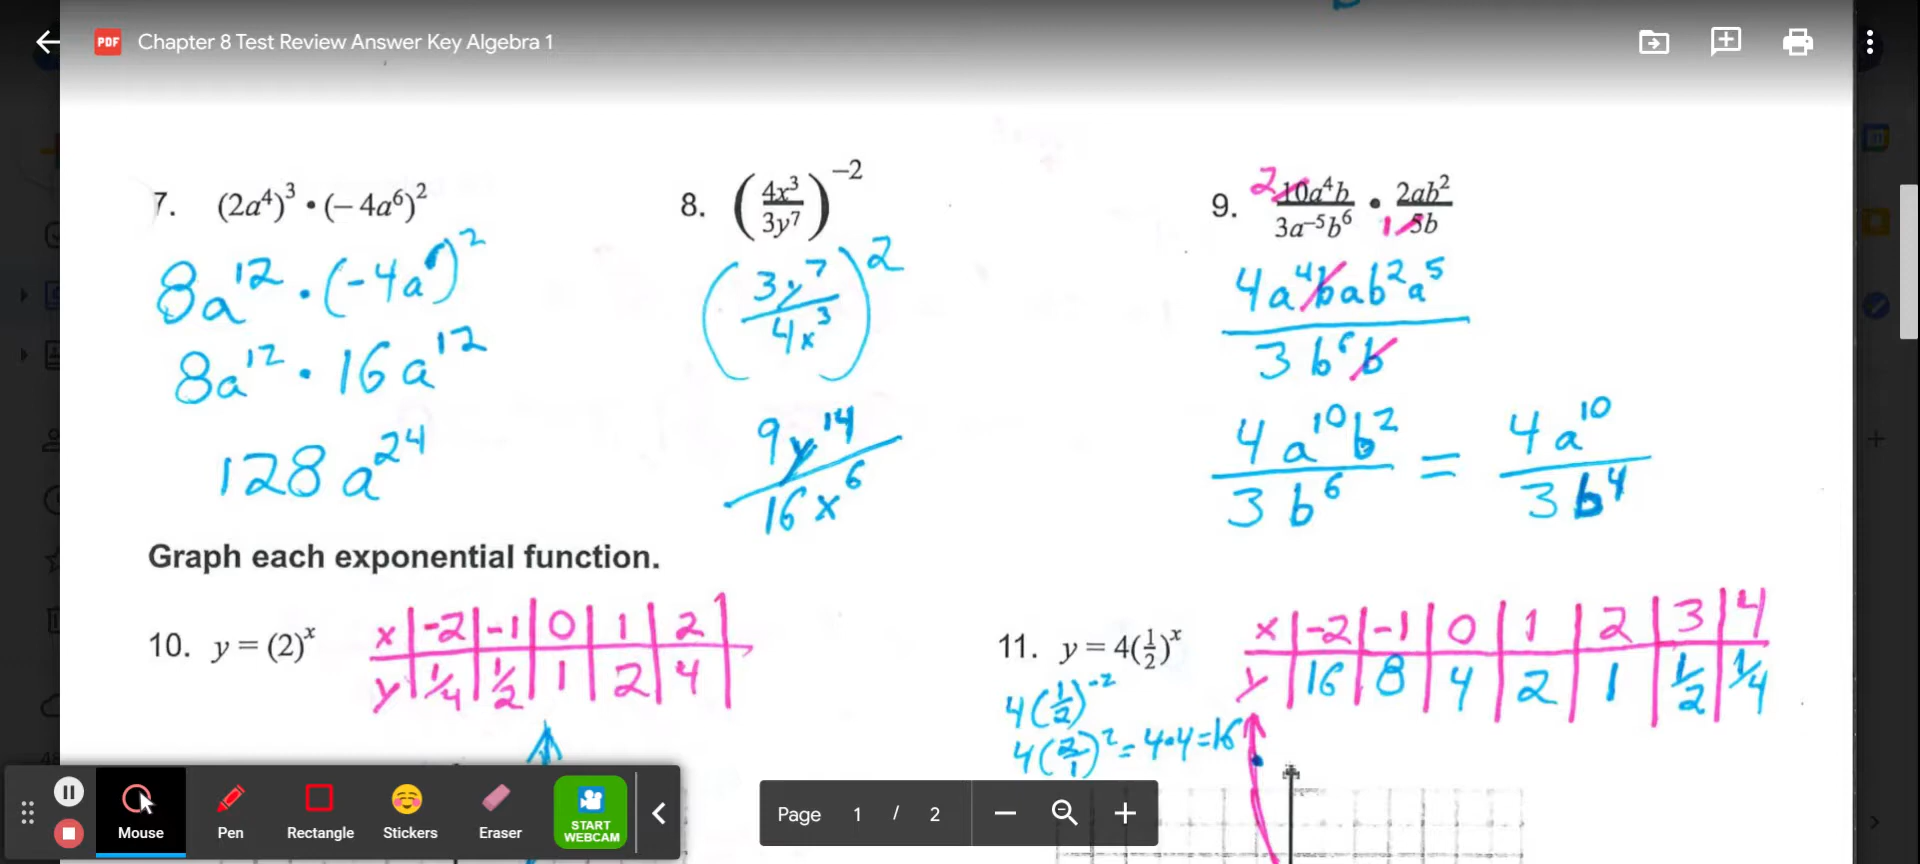 PDF Chapter 8 Test Review Answer Key Algebra 1
7. (2a⁴)³ • (– 4a⁶)²
8a¹² • (-4a⁶)²
8a¹² • 16a¹²
128a²⁴
8. (4x³/3y⁷)⁻²
(3y⁷/4x³)²
9y¹⁴/16x⁶
9. 2 10a⁴b/3a⁻⁵b⁶ • 2ab²/5b 1
4a⁴bab²a⁵/3b⁶b
4a¹⁰b²/3b⁶ = 4a¹⁰/3b⁴
Graph each exponential function.
10. y = (2)ˣ
x | -2 | -1 | 0 | 1 | 2
y | 1/4 | 1/2 | 1 | 2 | 4
11. y = 4(1/2)ˣ
x | -2 | -1 | 0 | 1 | 2 | 3 | 4
y | 16 | 8 | 4 | 2 | 1 | 1/2 | 1/4
4(1/2)⁻²
4(2/1)² = 4•4=16
Mouse
Pen
Rectangle
Stickers
Eraser
START
WEBCAM
Page 1 / 2